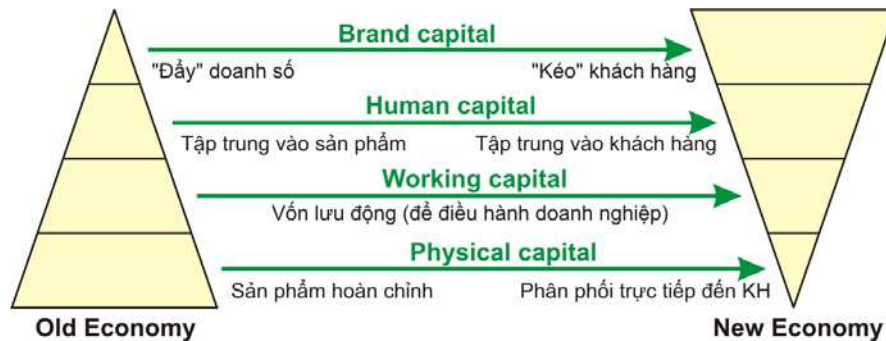 Brand capital
"Đẩy" doanh số
"Kéo" khách hàng
Human capital
Tập trung vào sản phẩm
Tập trung vào khách hàng
Working capital
Vốn lưu động (để điều hành doanh nghiệp)
Physical capital
Sản phẩm hoàn chỉnh
Phân phối trực tiếp đến KH
Old Economy
New Economy